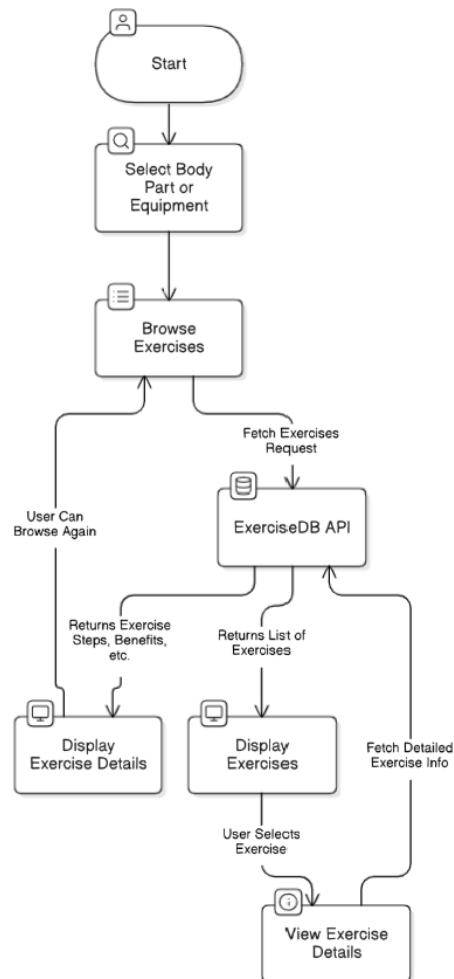 Start
Select Body
Part or
Equipment
Browse
Exercises
Fetch Exercises
Request
ExerciseDB API
User Can
Browse Again
Returns Exercise
Steps, Benefits,
etc.
Returns List of
Exercises
Display
Exercise Details
Display
Exercises
Fetch Detailed
Exercise Info
User Selects
Exercise
View Exercise
Details